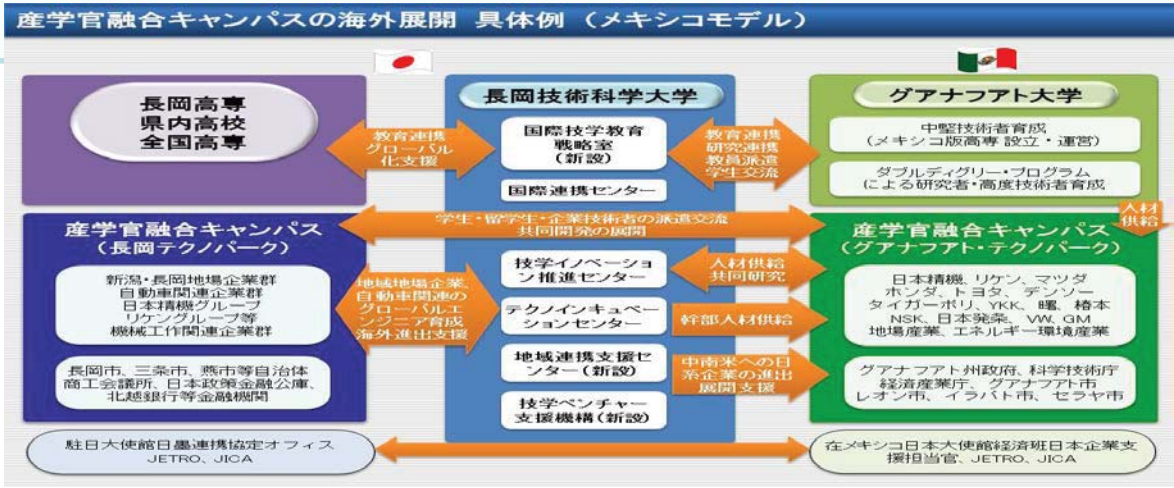 産学官融合キャンパスの海外展開 具体例（メキシコモデル）
長岡高専
県内高校
全国高専
教育連携
グローバル
化支援
長岡技術科学大学
国際技学教育
戦略室
（新設）
国際連携センター
教育連携
研究連携
教員派遣
学生交流
グアナフアト大学
中堅技術者育成
（メキシコ版高専 設立・運営）
ダブルディグリー・プログラム
による研究者・高度技術者育成
人材
供給
学生・留学生・企業技術者の派遣交流
共同開発の展開
産学官融合キャンパス
（長岡テクノパーク）
新潟・長岡地場企業群
自動車関連企業群
日本精機グループ
リケングループ等
機械工作関連企業群
長岡市、三条市、燕市等自治体
商工会議所、日本政策金融公庫、
北越銀行等金融機関
地域地場企業、
自動車関連の
グローバルエ
ンジニア育成
海外進出支援
技学イノベーショ
ン推進センター
テクノインキュベー
ションセンター
地域連携支援セ
ンター（新設）
技学ベンチャー
支援機構（新設）
人材供給
共同研究
幹部人材供給
中南米への日
系企業の進出
展開支援
産学官融合キャンパス
（グアナフアト・テクノパーク）
日本精機、リケン、マツダ
ホンダ、トヨタ、デンソー
タイガーポリ、YKK、曙、椿本
NSK、日本発条、VW、GM
地場産業、エネルギー環境産業
グアナフアト州政府、科学技術庁
経済産業庁、グアナフアト市
レオン市、イラパト市、セラヤ市
駐日大使館日墨連携協定オフィス
JETRO、JICA
在メキシコ日本大使館経済班日本企業支
援担当官、JETRO、JICA